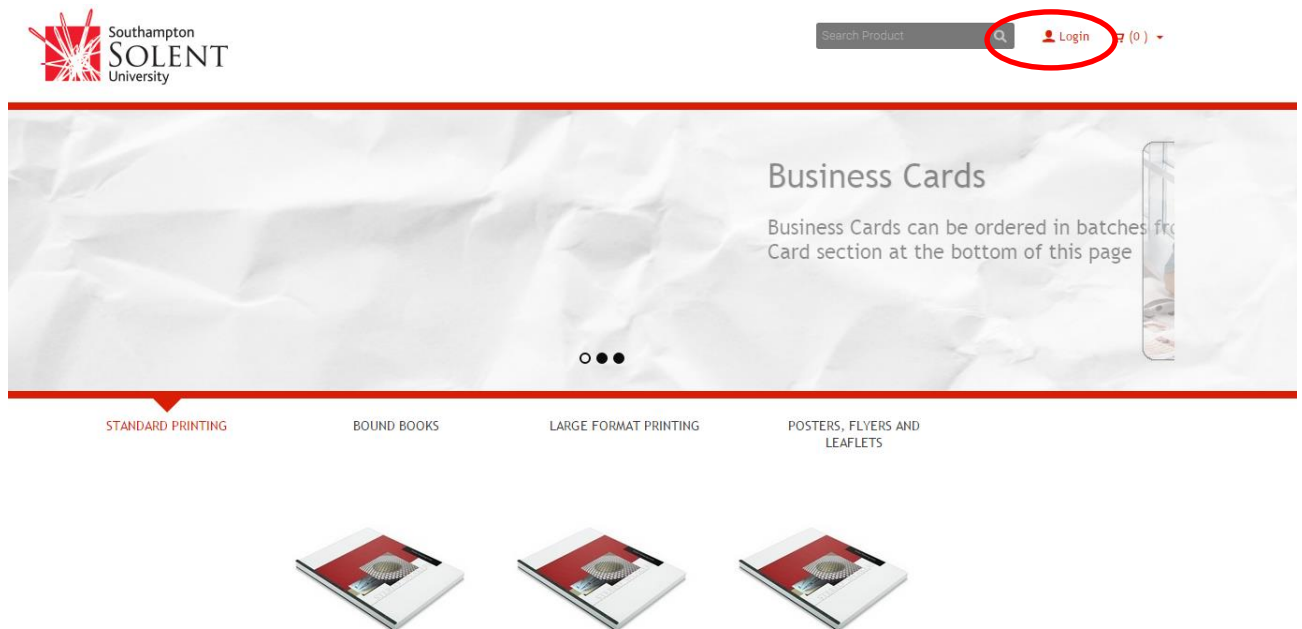 Southampton
SOLENT
University
Search Product
Login
(0 )
Business Cards
Business Cards can be ordered in batches
Card section at the bottom of this page
STANDARD PRINTING
BOUND BOOKS
LARGE FORMAT PRINTING
POSTERS, FLYERS AND
LEAFLETS